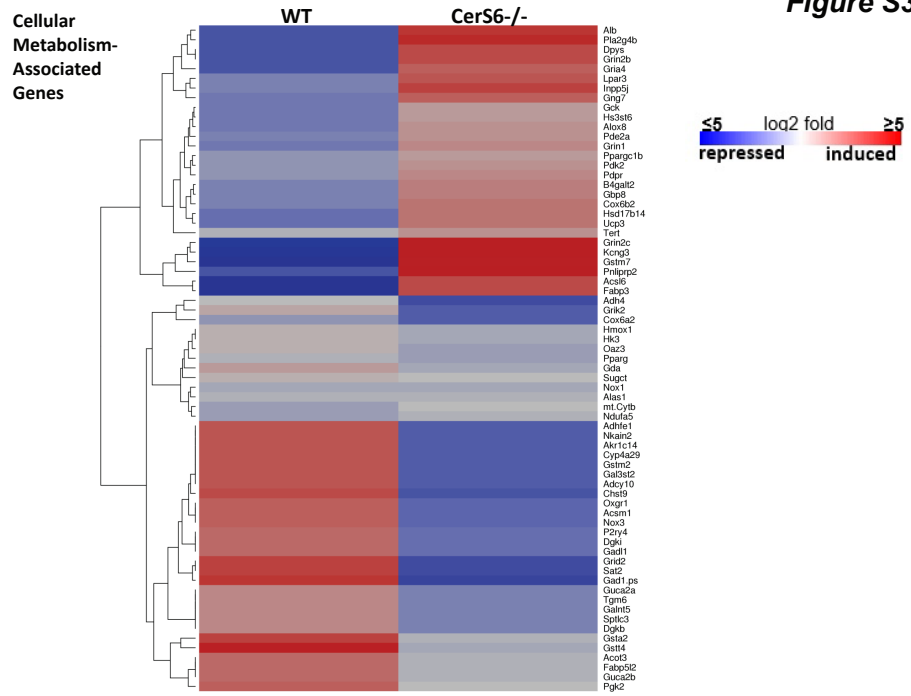 Figure S3
Cellular
Metabolism-
Associated
Genes
WT
CerS6-/-
Alb
Pla2g4b
Dpys
Grin2b
Gria4
Lpar3
Inpp5j
Gng7
Gck
Hs3st6
Alox8
Pde2a
Grin1
Ppargc1b
Pdk2
Pdpr
B4galt2
Gbp8
Cox6b2
Hsd17b14
Ucp3
Tert
Grin2c
Kcng3
Gstm7
Pnliprp2
Acsl6
Fabp3
Adh4
Grik2
Cox6a2
Hmox1
Hk3
Oaz3
Pparg
Gda
Sugct
Nox1
Alas1
mt.Cytb
Ndufa5
Adhfe1
Nkain2
Akr1c14
Cyp4a29
Gstm2
Gal3st2
Adcy10
Chst9
Oxgr1
Acsm1
Nox3
P2ry4
Dgki
Gadl1
Grid2
Sat2
Gad1.ps
Guca2a
Tgm6
Galnt5
Sptlc3
Dgkb
Gsta2
Gstt4
Acot3
Fabp5l2
Guca2b
Pgk2
≤5 log2 fold ≥5
repressed induced